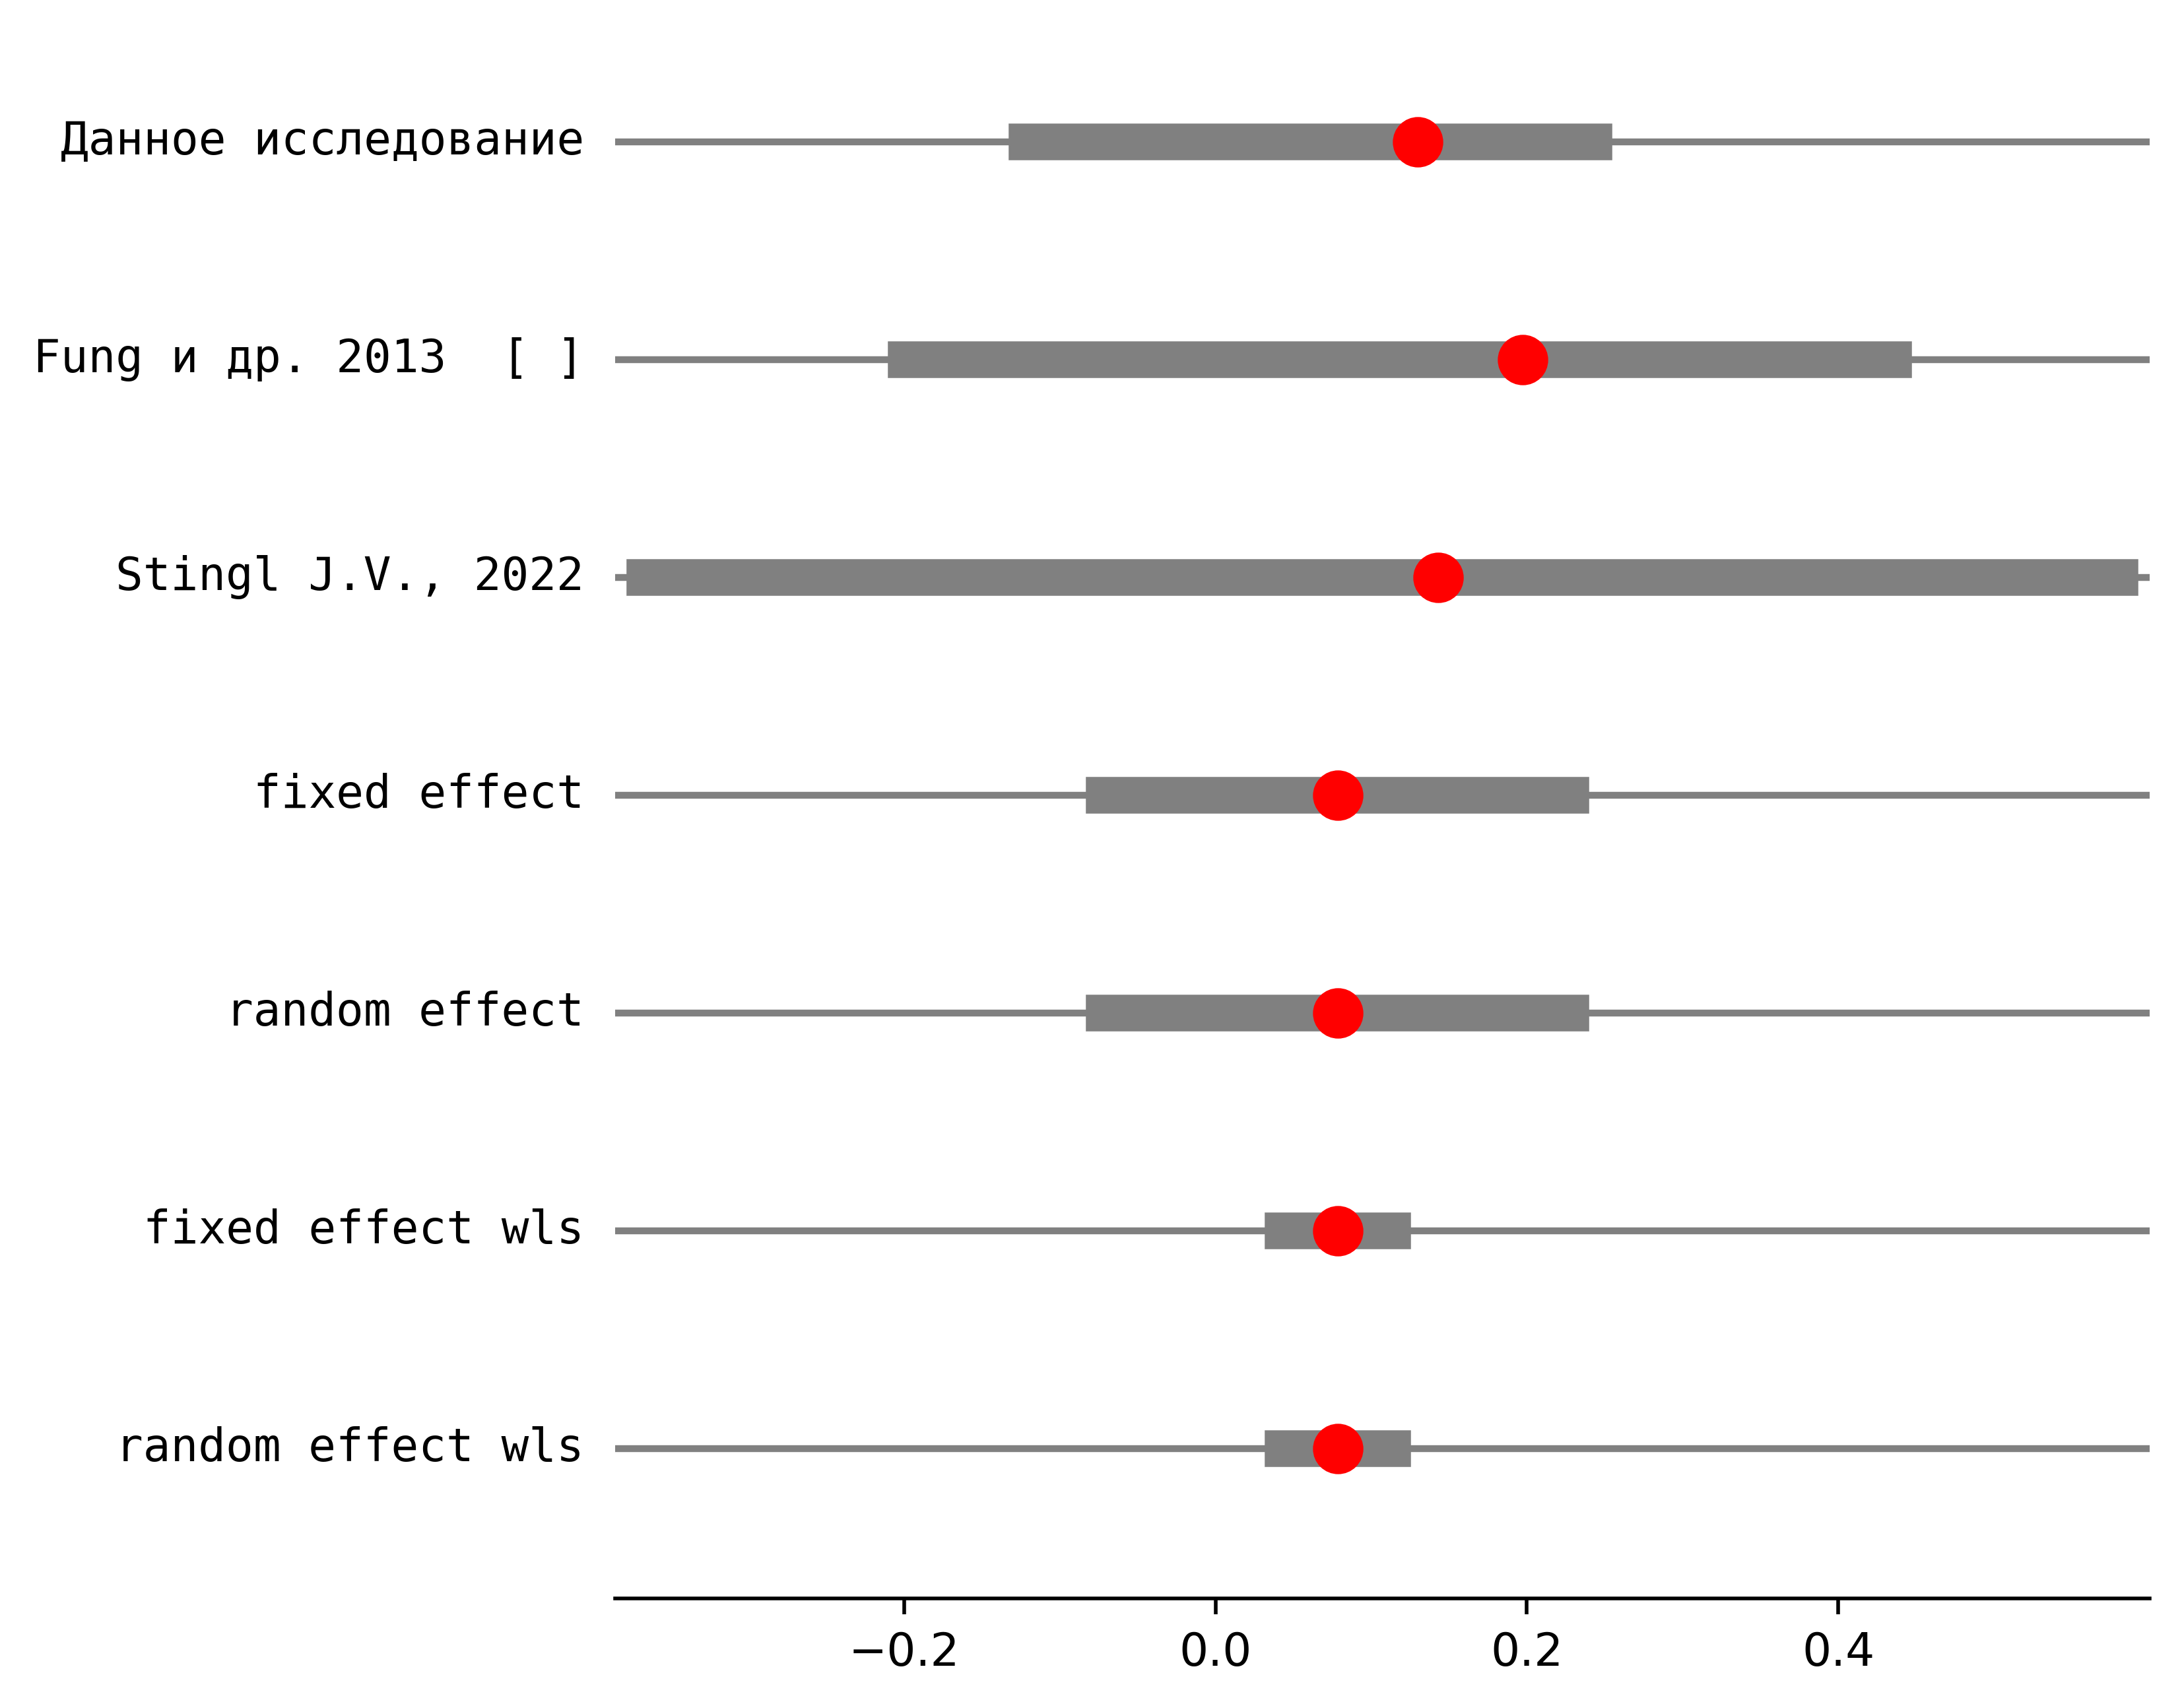 Данное исследование
Fung и др. 2013  [ ]
Stingl J.V., 2022
fixed effect
random effect
fixed effect wls
random effect wls
−0.2 0.0 0.2 0.4